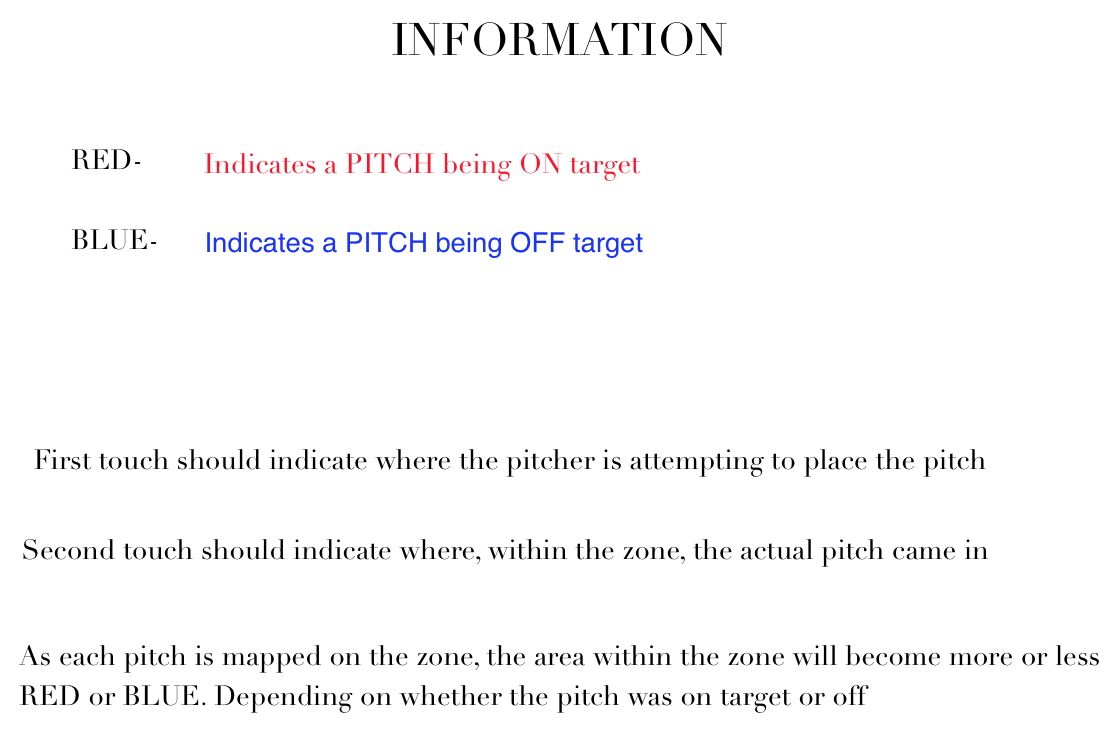 INFORMATION
RED- Indicates a PITCH being ON target
BLUE- Indicates a PITCH being OFF target
First touch should indicate where the pitcher is attempting to place the pitch
Second touch should indicate where, within the zone, the actual pitch came in
As each pitch is mapped on the zone, the area within the zone will become more or less
RED or BLUE. Depending on whether the pitch was on target or off